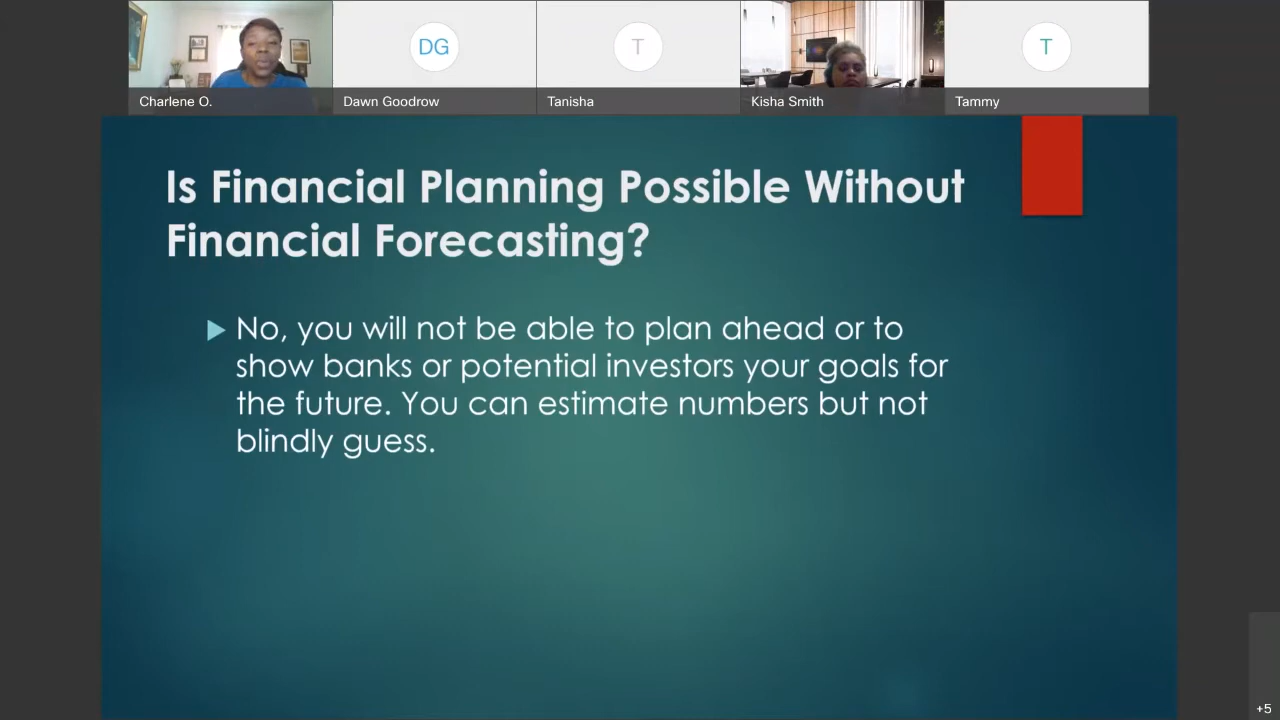 DG
T
T
Charlene O.
Dawn Goodrow
Tanisha
Kisha Smith
Tammy
Is Financial Planning Possible Without
Financial Forecasting?
No, you will not be able to plan ahead or to
show banks or potential investors your goals for
the future. You can estimate numbers but not
blindly guess.
+5